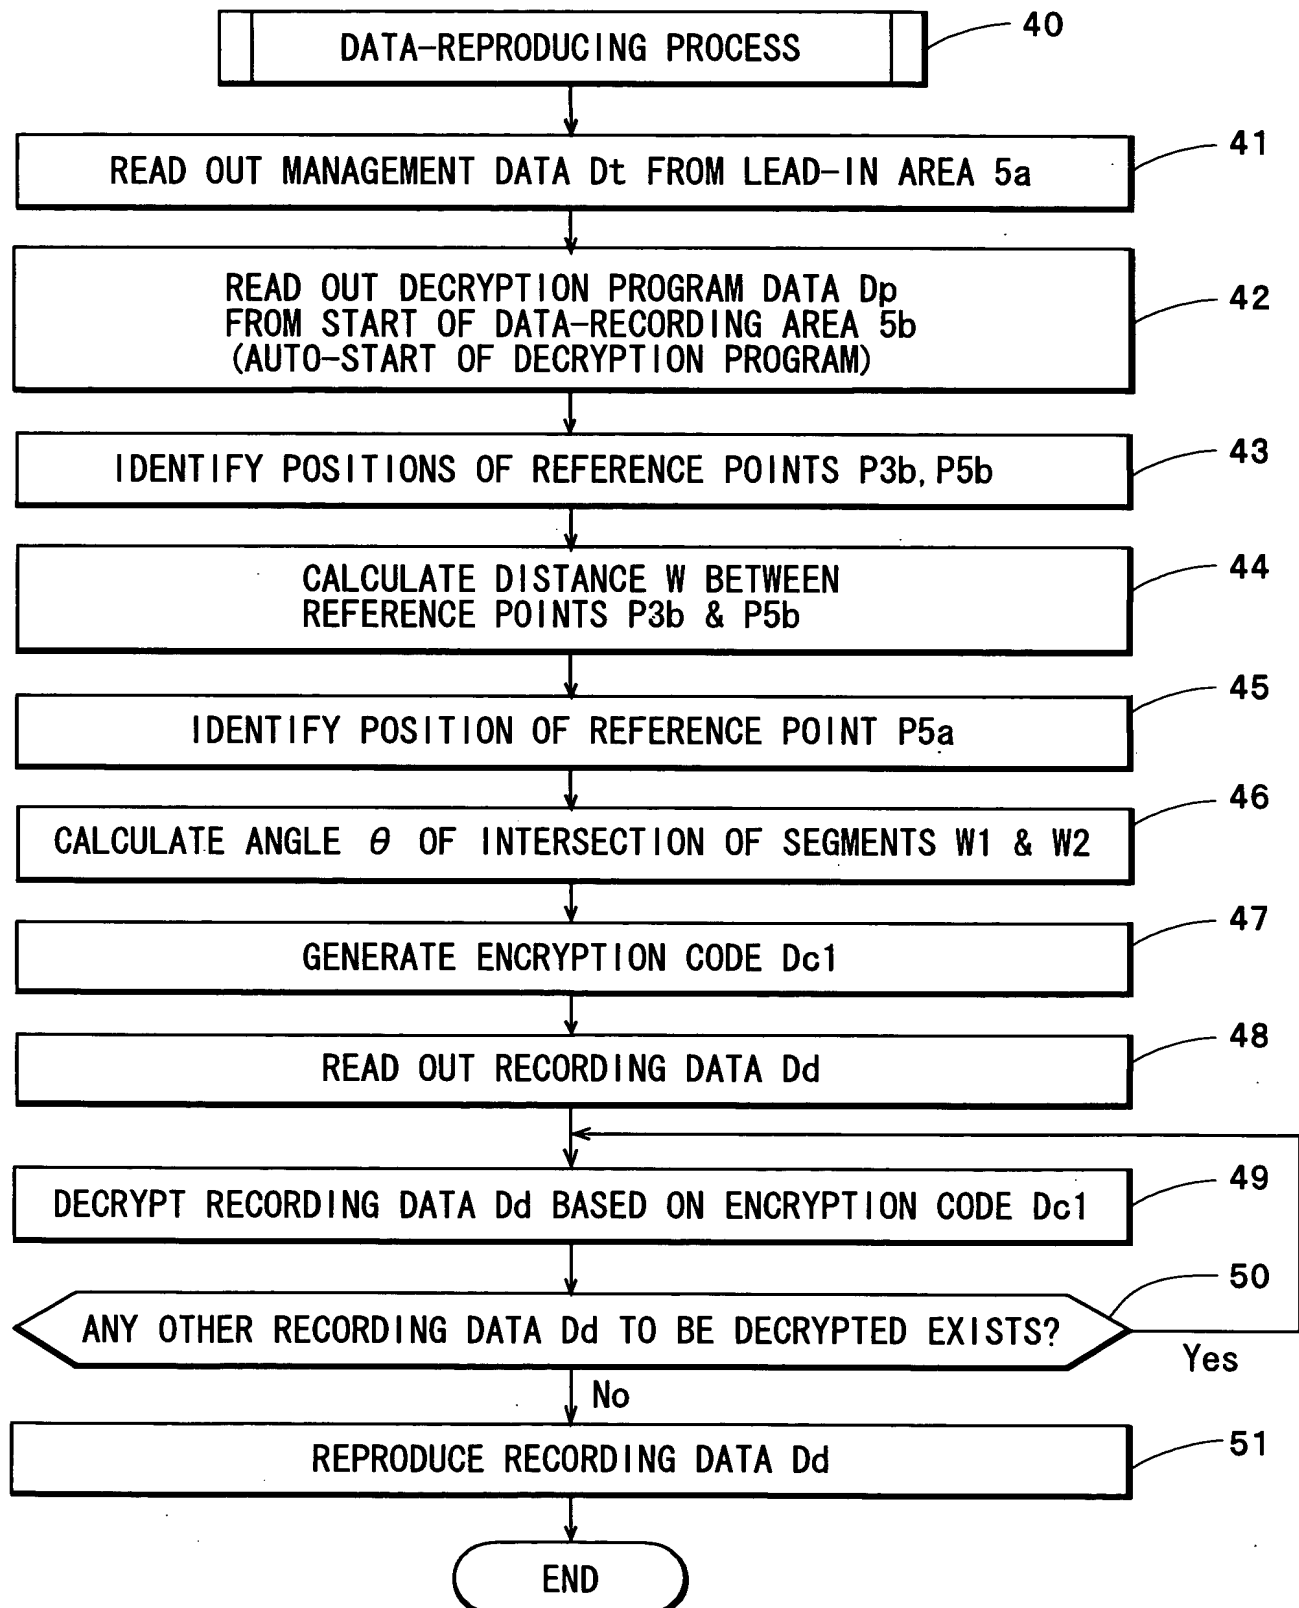 DATA-REPRODUCING PROCESS
40
READ OUT MANAGEMENT DATA Dt FROM LEAD-IN AREA 5a
41
READ OUT DECRYPTION PROGRAM DATA Dp
FROM START OF DATA-RECORDING AREA 5b
(AUTO-START OF DECRYPTION PROGRAM)
42
IDENTIFY POSITIONS OF REFERENCE POINTS P3b, P5b
43
CALCULATE DISTANCE W BETWEEN
REFERENCE POINTS P3b & P5b
44
IDENTIFY POSITION OF REFERENCE POINT P5a
45
CALCULATE ANGLE θ OF INTERSECTION OF SEGMENTS W1 & W2
46
GENERATE ENCRYPTION CODE Dc1
47
READ OUT RECORDING DATA Dd
48
DECRYPT RECORDING DATA Dd BASED ON ENCRYPTION CODE Dc1
49
ANY OTHER RECORDING DATA Dd TO BE DECRYPTED EXISTS?
50
Yes
No
REPRODUCE RECORDING DATA Dd
51
END